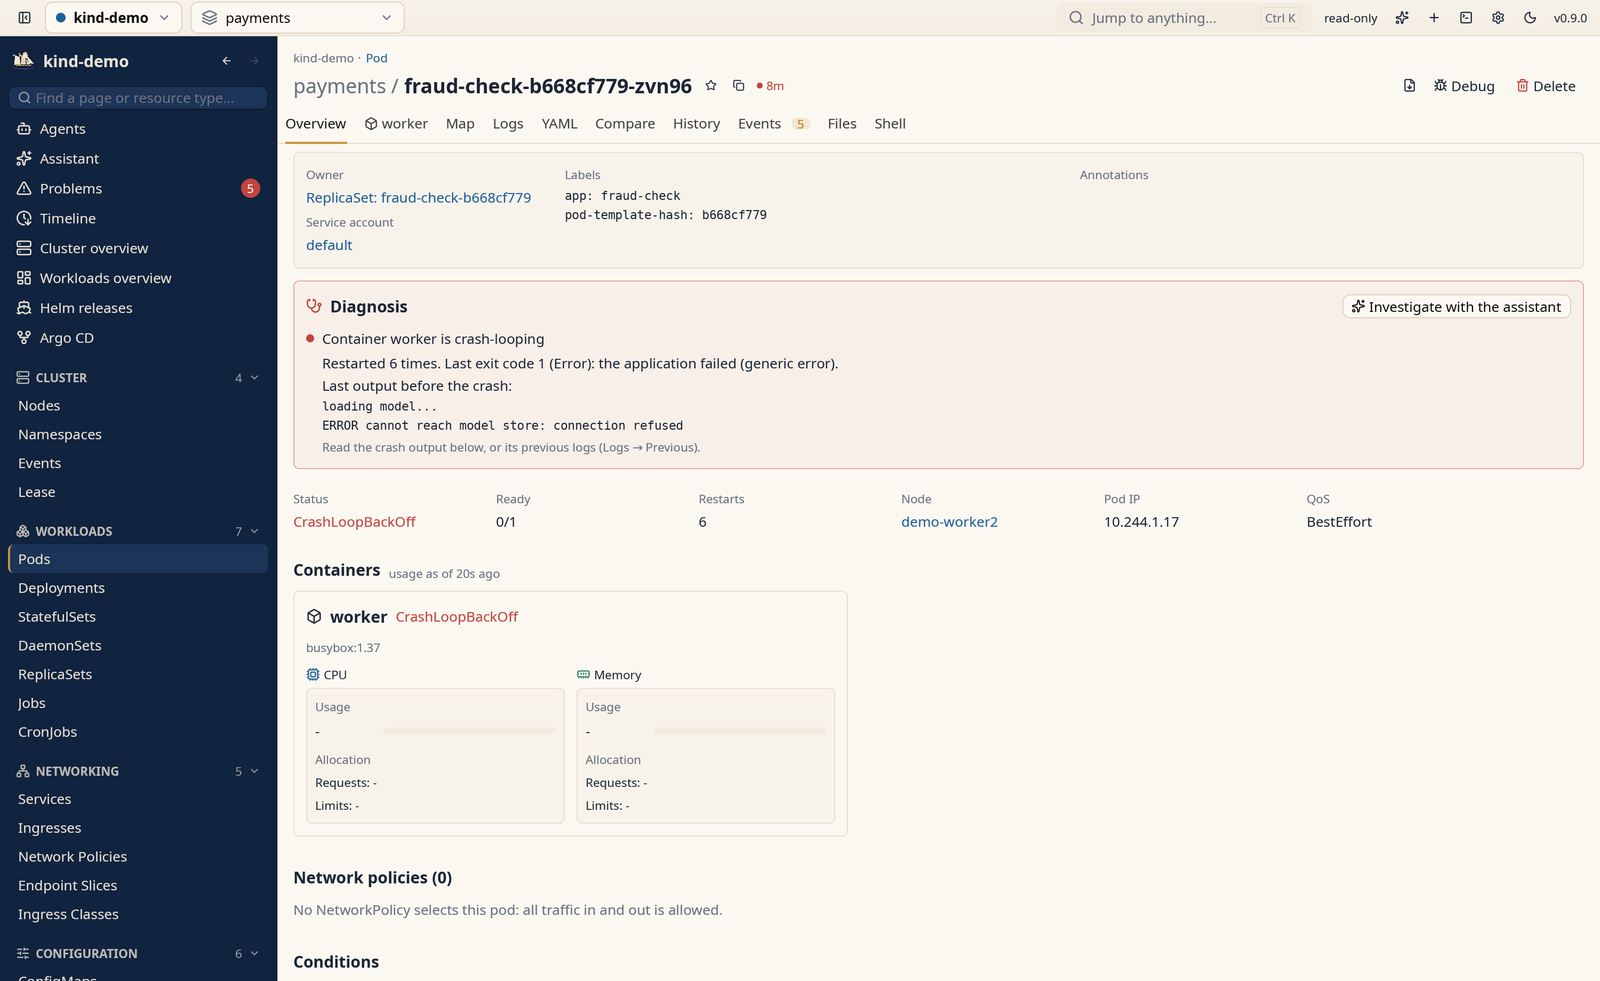 kind-demo
payments
Jump to anything...
Ctrl K
read-only
v0.9.0
kind-demo
Find a page or resource type...
Agents
Assistant
Problems
5
Timeline
Cluster overview
Workloads overview
Helm releases
Argo CD
CLUSTER
4
Nodes
Namespaces
Events
Lease
WORKLOADS
7
Pods
Deployments
StatefulSets
DaemonSets
ReplicaSets
Jobs
CronJobs
NETWORKING
5
Services
Ingresses
Network Policies
Endpoint Slices
Ingress Classes
CONFIGURATION
6
ConfigMaps
kind-demo · Pod
payments / fraud-check-b668cf779-zvn96
8m
Debug
Delete
Overview
worker
Map
Logs
YAML
Compare
History
Events
5
Files
Shell
Owner
ReplicaSet: fraud-check-b668cf779
Service account
default
Labels
app: fraud-check
pod-template-hash: b668cf779
Annotations
Diagnosis
Investigate with the assistant
Container worker is crash-looping
Restarted 6 times. Last exit code 1 (Error): the application failed (generic error).
Last output before the crash:
loading model...
ERROR cannot reach model store: connection refused
Read the crash output below, or its previous logs (Logs → Previous).
Status
CrashLoopBackOff
Ready
0/1
Restarts
6
Node
demo-worker2
Pod IP
10.244.1.17
QoS
BestEffort
Containers
usage as of 20s ago
worker
CrashLoopBackOff
busybox:1.37
CPU
Usage
-
Allocation
Requests: -
Limits: -
Memory
Usage
-
Allocation
Requests: -
Limits: -
Network policies (0)
No NetworkPolicy selects this pod: all traffic in and out is allowed.
Conditions